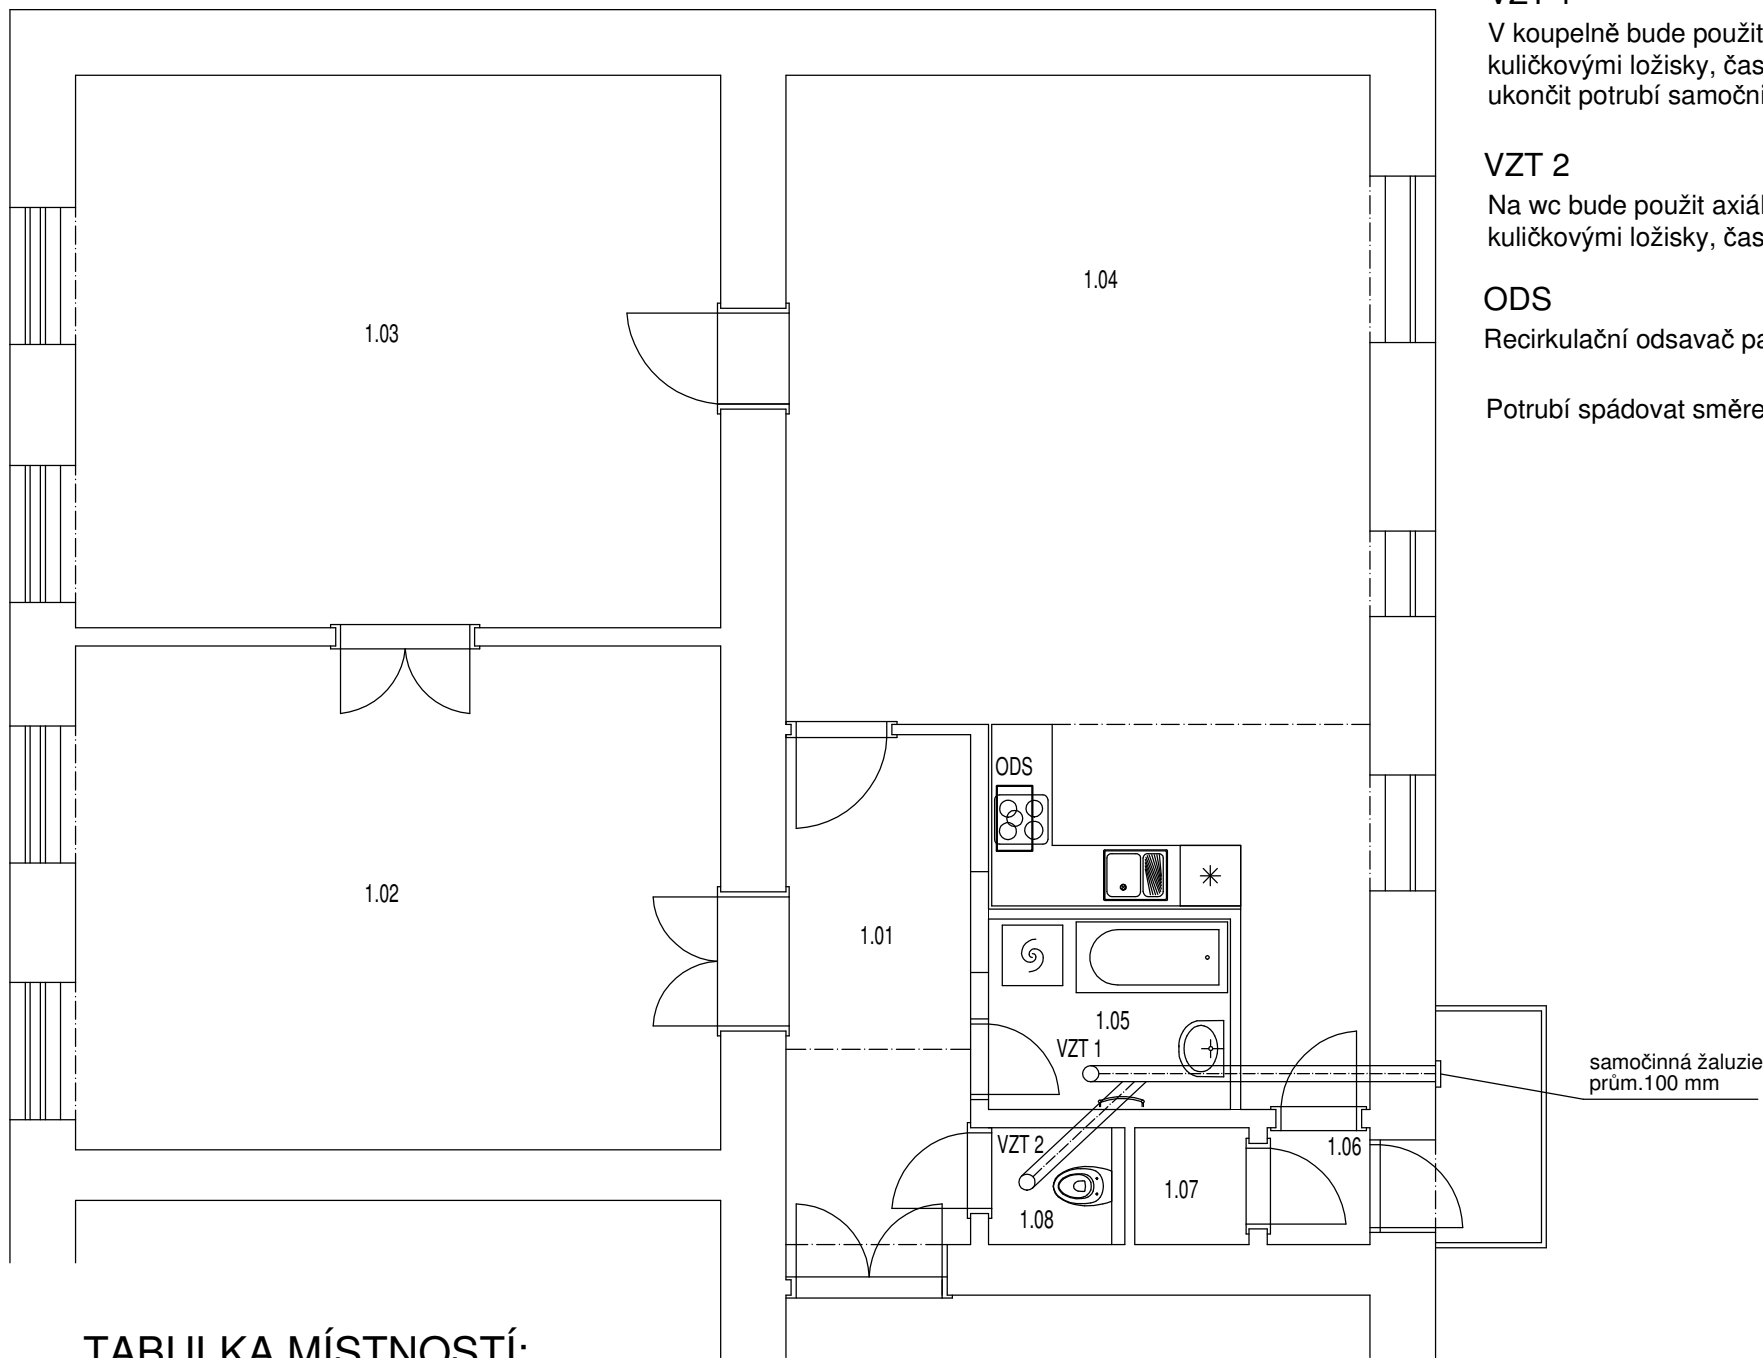 V koupelně bude použit
kuličkovými ložisky, čas
ukončit potrubí samočni
VZT 2
Na wc bude použit axiál
kuličkovými ložisky, čas
ODS
Recirkulační odsavač pa
Potrubí spádovat směre
1.04
1.03
ODS
1.02
1.01
1.05
VZT 1
samočinná žaluzie
prům.100 mm
VZT 2
1.06
1.07
1.08
TABULKA MÍSTNOSTÍ: